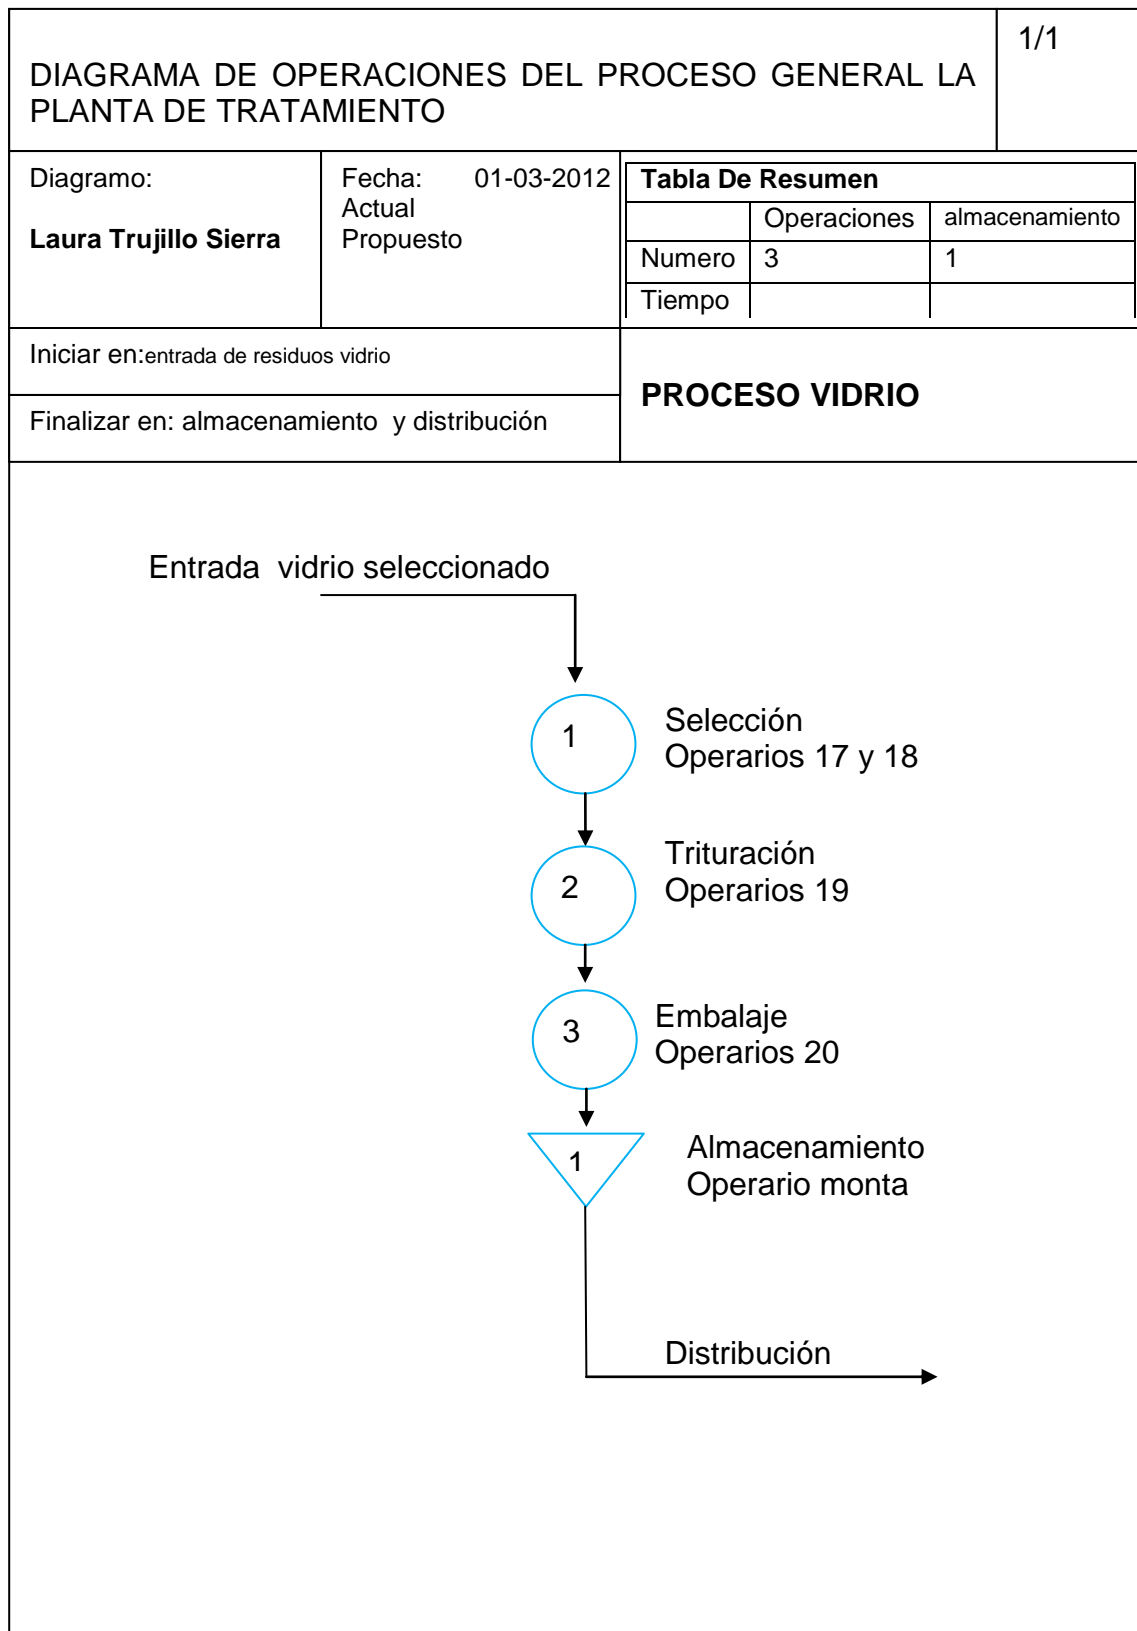 DIAGRAMA DE OPERACIONES DEL PROCESO GENERAL LA
PLANTA DE TRATAMIENTO
1/1
Diagramo:
Laura Trujillo Sierra
Fecha: 01-03-2012
Actual
Propuesto
Tabla De Resumen
Operaciones almacenamiento
Numero 3 1
Tiempo
Iniciar en:entrada de residuos vidrio
Finalizar en: almacenamiento y distribución
PROCESO VIDRIO
Entrada vidrio seleccionado
1
Selección
Operarios 17 y 18
2
Trituración
Operarios 19
3
Embalaje
Operarios 20
1
Almacenamiento
Operario monta
Distribución